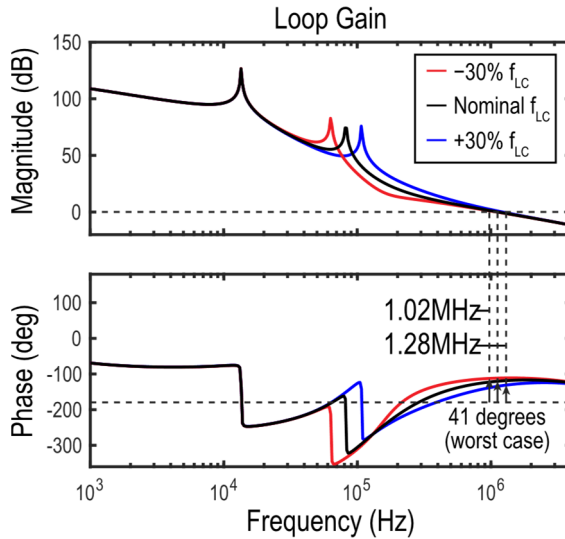 Loop Gain
Magnitude (dB)
150
100
50
0
−30% f_LC
Nominal f_LC
+30% f_LC
Phase (deg)
100
0
-100
-200
-300
1.02MHz
1.28MHz
41 degrees
(worst case)
10^3
10^4
10^5
10^6
Frequency (Hz)